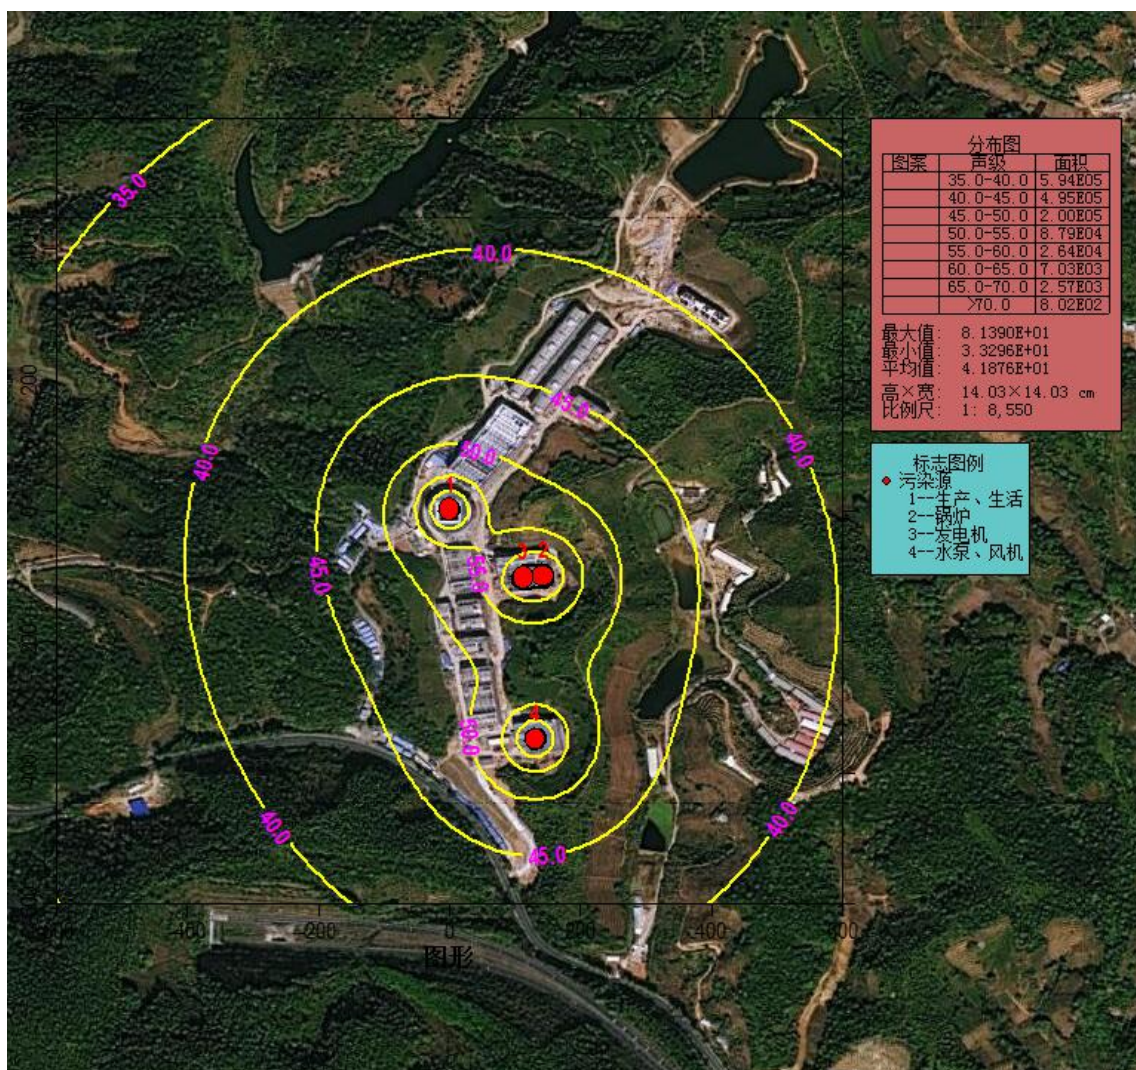 分布图
图案 声级 面积
35.0-40.0 5.94E05
40.0-45.0 4.95E05
45.0-50.0 2.00E05
50.0-55.0 8.79E04
55.0-60.0 2.64E04
60.0-65.0 7.03E03
65.0-70.0 2.57E03
>70.0 8.02E02
最大值: 8.1390E+01
最小值: 3.3296E+01
平均值: 4.1876E+01
高×宽: 14.03×14.03 cm
比例尺: 1: 8,550
标志图例
污染源
1--生产、生活
2--锅炉
3--发电机
4--水泵、风机
35.0
40.0
45.0
50.0
40.0
40.0
1
3 2
55.0
45.0
4
50.0
40.0
40.0
45.0
200
-400 -200 0 200 400
图形